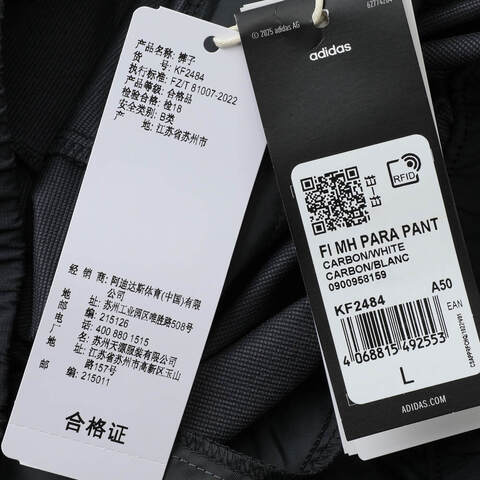 产品名称: 裤子
货 号: KF2484
执行标准: FZ/T 81007-2022
产品等级: 合格品
检验合格: 检18
安全类别: B类
产 地: 江苏省苏州市
经 销 商: 阿迪达斯体育(中国)有限
公司
地 址: 苏州工业园区唯胜路508号
邮 编: 215126
电 话: 400 880 1515
厂 名: 苏州天源服装有限公司
地 址: 江苏省苏州市高新区玉山
路157号
邮 编: 215011
合格证
© 2025 adidas AG
adidas
RFID
FI MH PARA PANT
CARBON/WHITE
CARBON/BLANC
0900958159
KF2484
A50
EAN
4 068815 492553
L
ADIDAS.COM